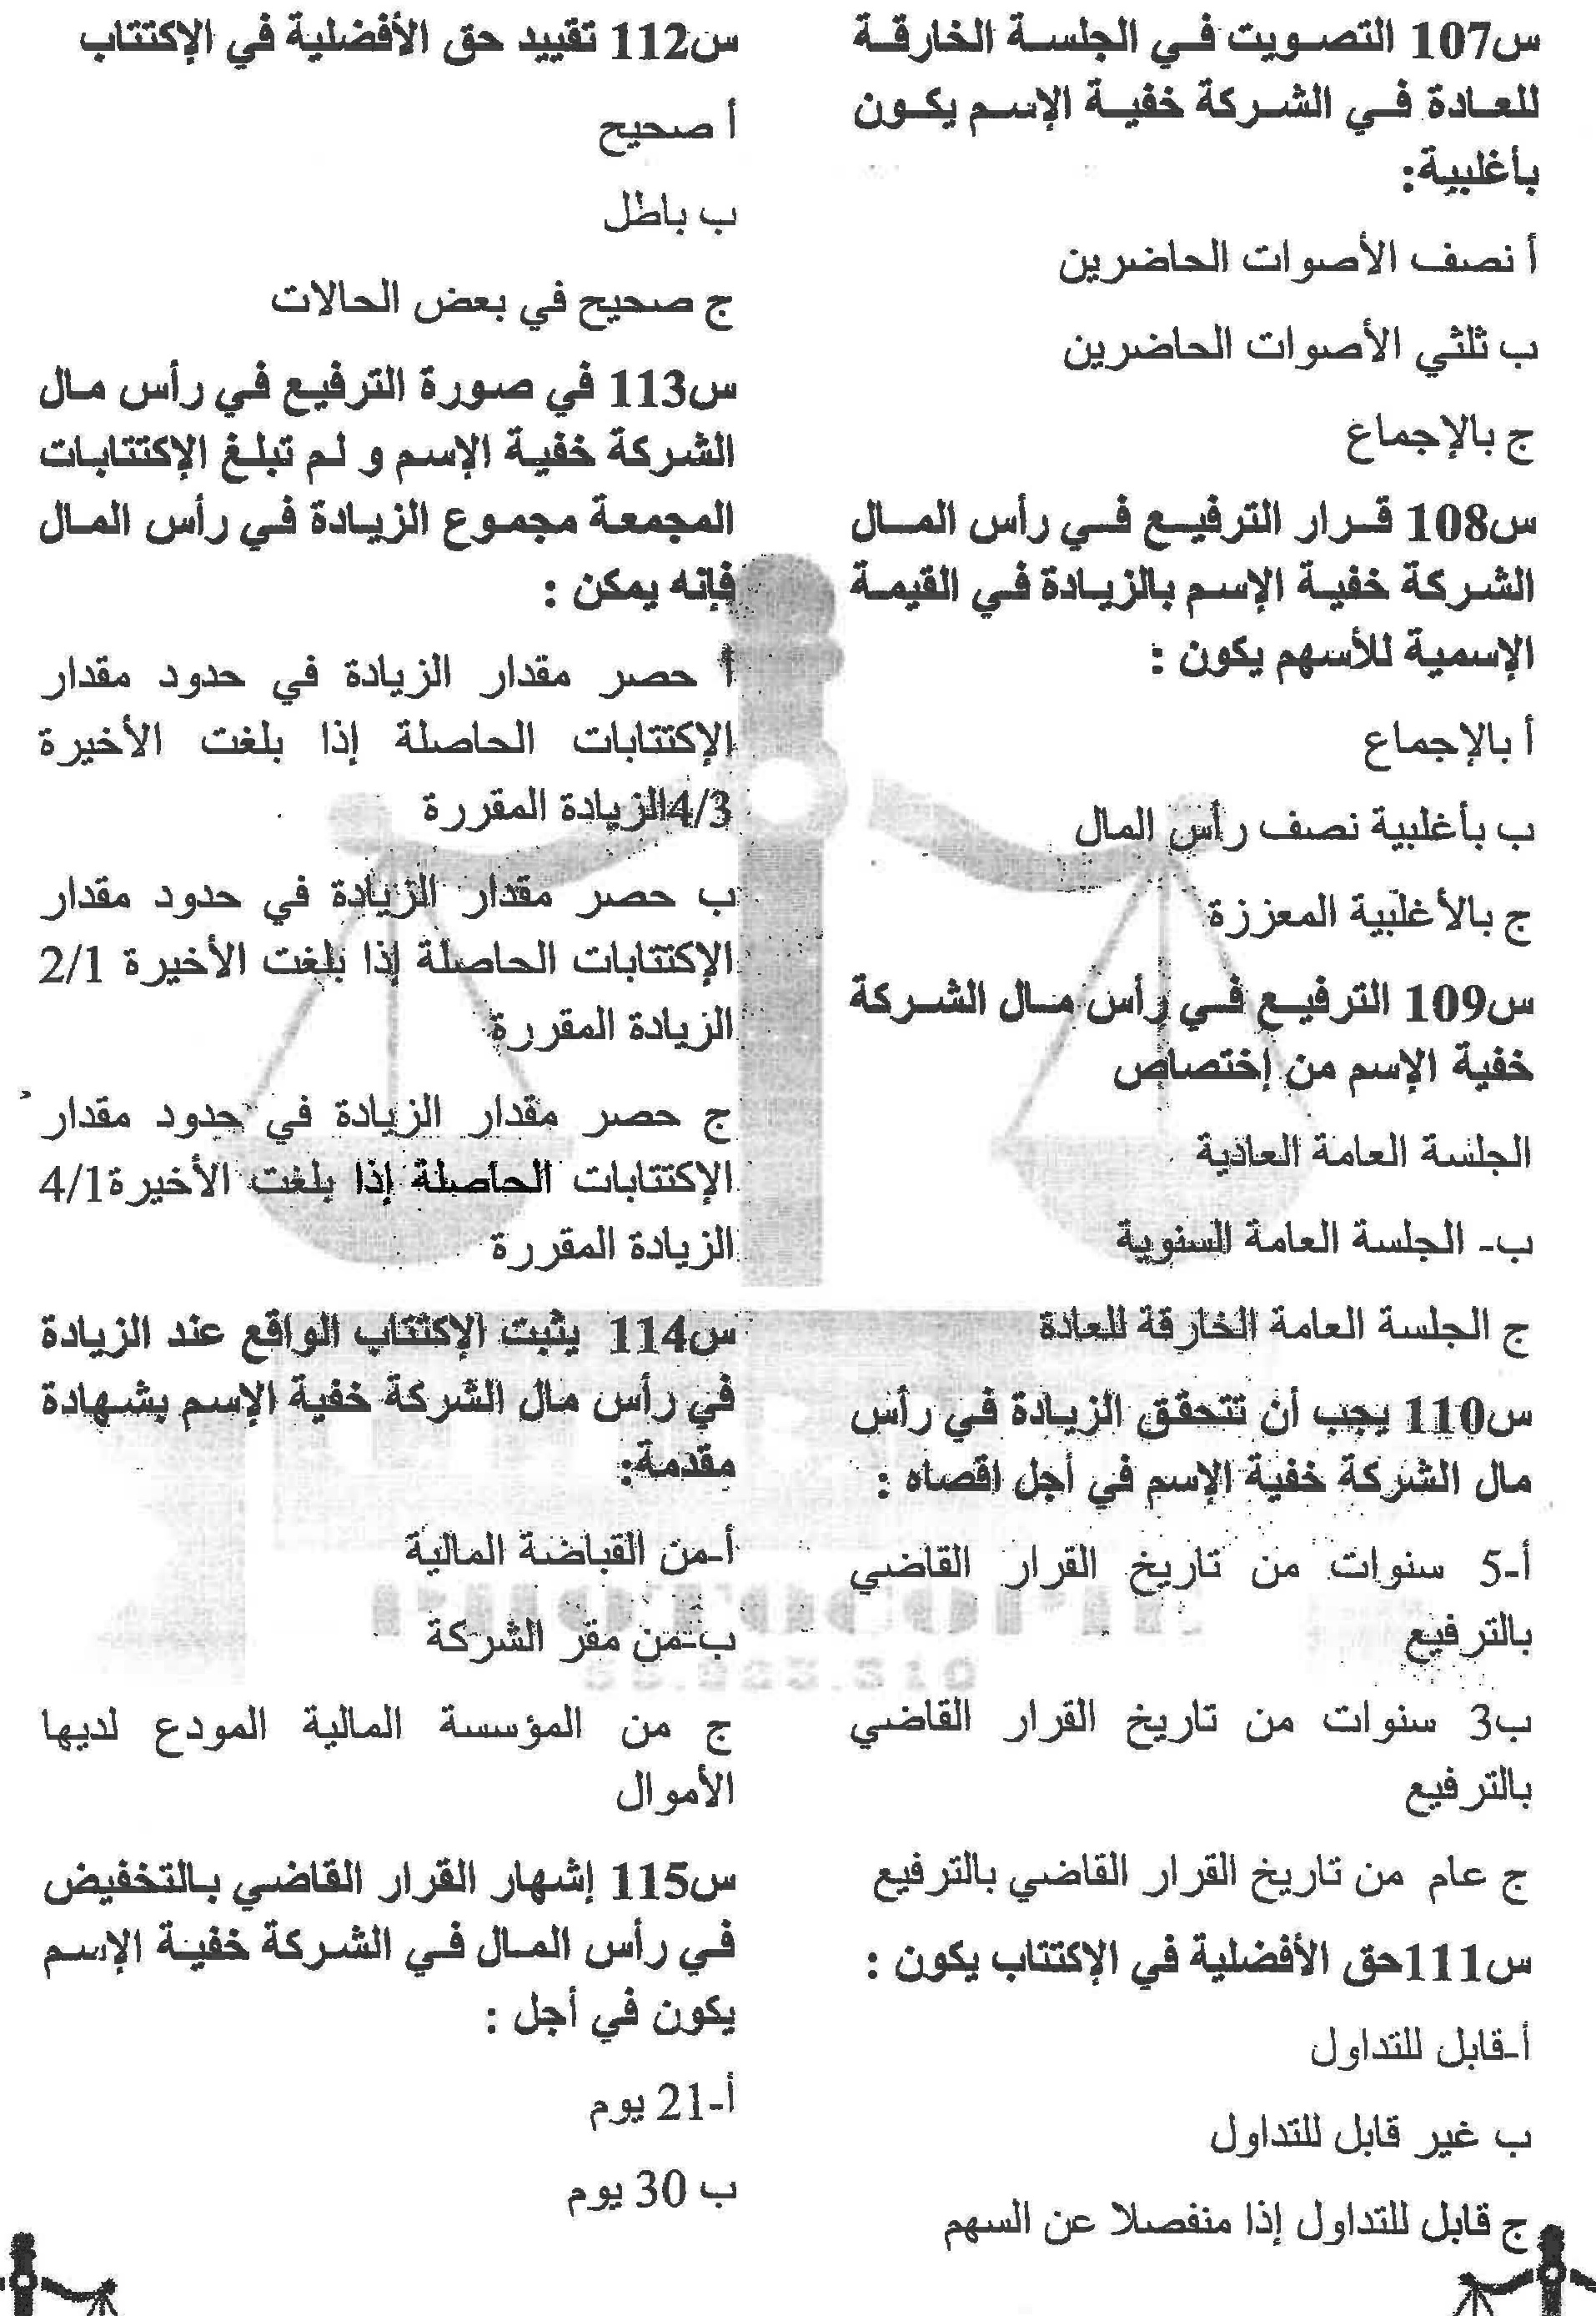 س107 التصويت في الجلسة الخارقة
للعادة في الشركة خفية الإسم يكون
بأغلبية:
أ نصف الأصوات الحاضرين
ب ثلثي الأصوات الحاضرين
ج بالإجماع
س108 قرار الترفيع في رأس المال
الشركة خفية الإسم بالزيادة في القيمة
الإسمية للأسهم يكون :
أ بالإجماع
ب بأغلبية نصف رأس المال
ج بالأغلبية المعززة
س109 الترفيع في رأس مال الشركة
خفية الإسم من إختصاص
الجلسة العامة العادية
ب- الجلسة العامة السنوية
ج الجلسة العامة الخارقة للعادة
س110 يجب أن تتحقق الزيادة في رأس
مال الشركة خفية الإسم في أجل اقصاه :
أ-5 سنوات من تاريخ القرار القاضي
بالترفيع
ب3 سنوات من تاريخ القرار القاضي
بالترفيع
ج عام من تاريخ القرار القاضي بالترفيع
س111حق الأفضلية في الإكتتاب يكون :
أ-قابل للتداول
ب غير قابل للتداول
ج قابل للتداول إذا منفصلا عن السهم
س112 تقييد حق الأفضلية في الإكتتاب
أ صحيح
ب باطل
ج صحيح في بعض الحالات
س113 في صورة الترفيع في رأس مال
الشركة خفية الإسم و لم تبلغ الإكتتابات
المجمعة مجموع الزيادة في رأس المال
فإنه يمكن :
أ حصر مقدار الزيادة في حدود مقدار
الإكتتابات الحاصلة إذا بلغت الأخيرة
4/3الزيادة المقررة
ب حصر مقدار الزيادة في حدود مقدار
الإكتتابات الحاصلة إذا بلغت الأخيرة 2/1
الزيادة المقررة
ج حصر مقدار الزيادة في حدود مقدار
الإكتتابات الحاصلة إذا بلغت الأخيرة4/1
الزيادة المقررة
س114 يثبت الإكتتاب الواقع عند الزيادة
في رأس مال الشركة خفية الإسم بشهادة
مقدمة:
أ-من القباضة المالية
ب-من مقر الشركة
ج من المؤسسة المالية المودع لديها
الأموال
س115 إشهار القرار القاضي بالتخفيض
في رأس المال في الشركة خفية الإسم
يكون في أجل :
أ-21 يوم
ب 30 يوم